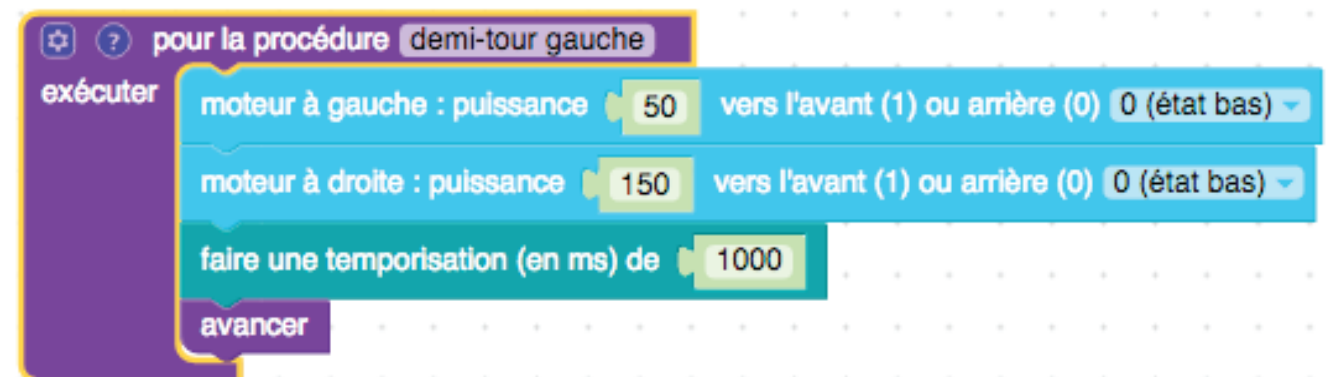 ? pour la procédure demi-tour gauche
exécuter moteur à gauche : puissance 50 vers l'avant (1) ou arrière (0) 0 (état bas)
moteur à droite : puissance 150 vers l'avant (1) ou arrière (0) 0 (état bas)
faire une temporisation (en ms) de 1000
avancer